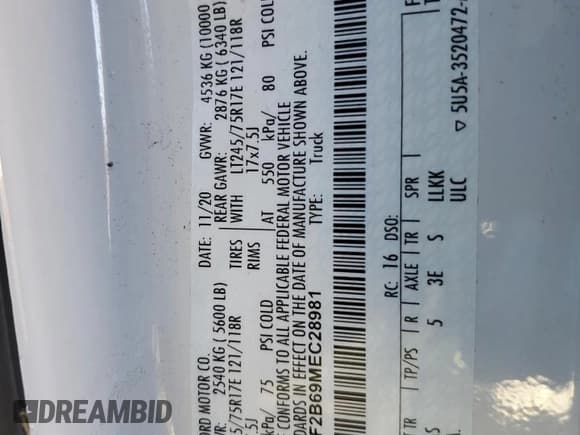 ORD MOTOR CO. DATE: 11/20 GVWR: 4536 KG (10000
2540 KG ( 5600 LB) REAR GAWR: 2876 KG ( 6340 LB)
5/75R17E 121/118R TIRES WITH LT245/75R17E 121/118R
.5J RIMS 17x7.5J
kPa/ 75 PSI COLD AT 550 kPa/ 80 PSI COLD
E CONFORMS TO ALL APPLICABLE FEDERAL MOTOR VEHICLE
DARDS IN EFFECT ON THE DATE OF MANUFACTURE SHOWN ABOVE.
F2B69MEC28981 TYPE: Truck
RC: 16 DSO:
TR TP/PS R AXLE TR SPR
S 5 3E S LLKK
ULC
▽ 5U5A-3520472-
DREAMBID